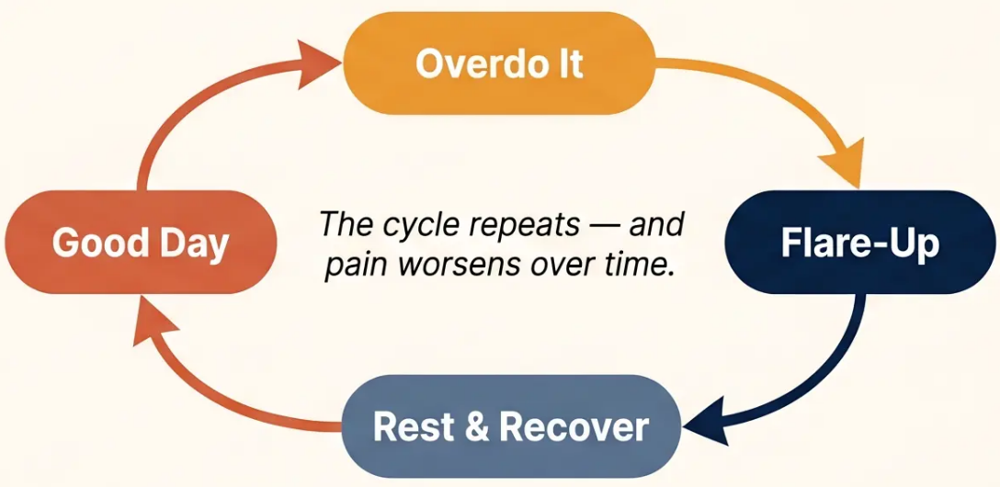 Overdo It
Good Day
The cycle repeats — and
pain worsens over time.
Flare-Up
Rest & Recover